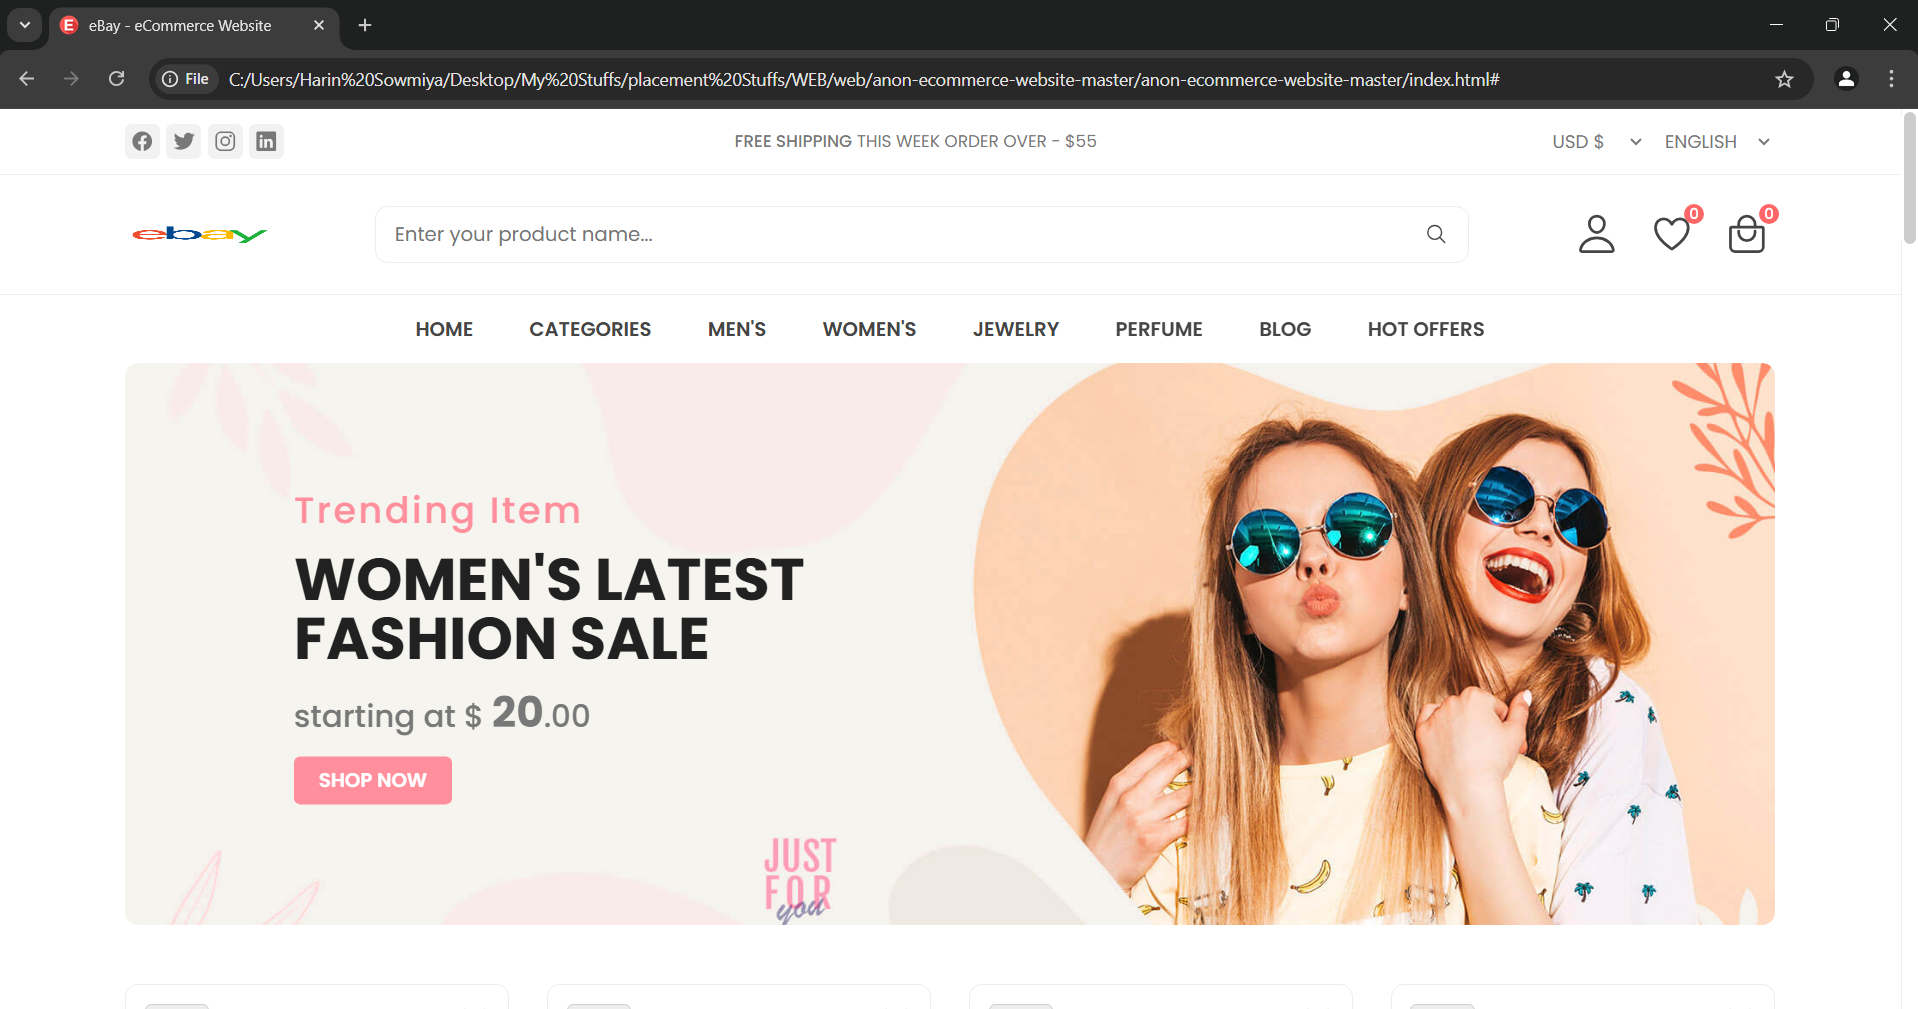 eBay - eCommerce Website
File
C:/Users/Harin%20Sowmiya/Desktop/My%20Stuffs/placement%20Stuffs/WEB/web/anon-ecommerce-website-master/anon-ecommerce-website-master/index.html#
FREE SHIPPING THIS WEEK ORDER OVER - $55
USD $
ENGLISH
ebay
Enter your product name...
0
0
HOME
CATEGORIES
MEN'S
WOMEN'S
JEWELRY
PERFUME
BLOG
HOT OFFERS
Trending Item
WOMEN'S LATEST
FASHION SALE
starting at $ 20.00
SHOP NOW
JUST
FOR
you